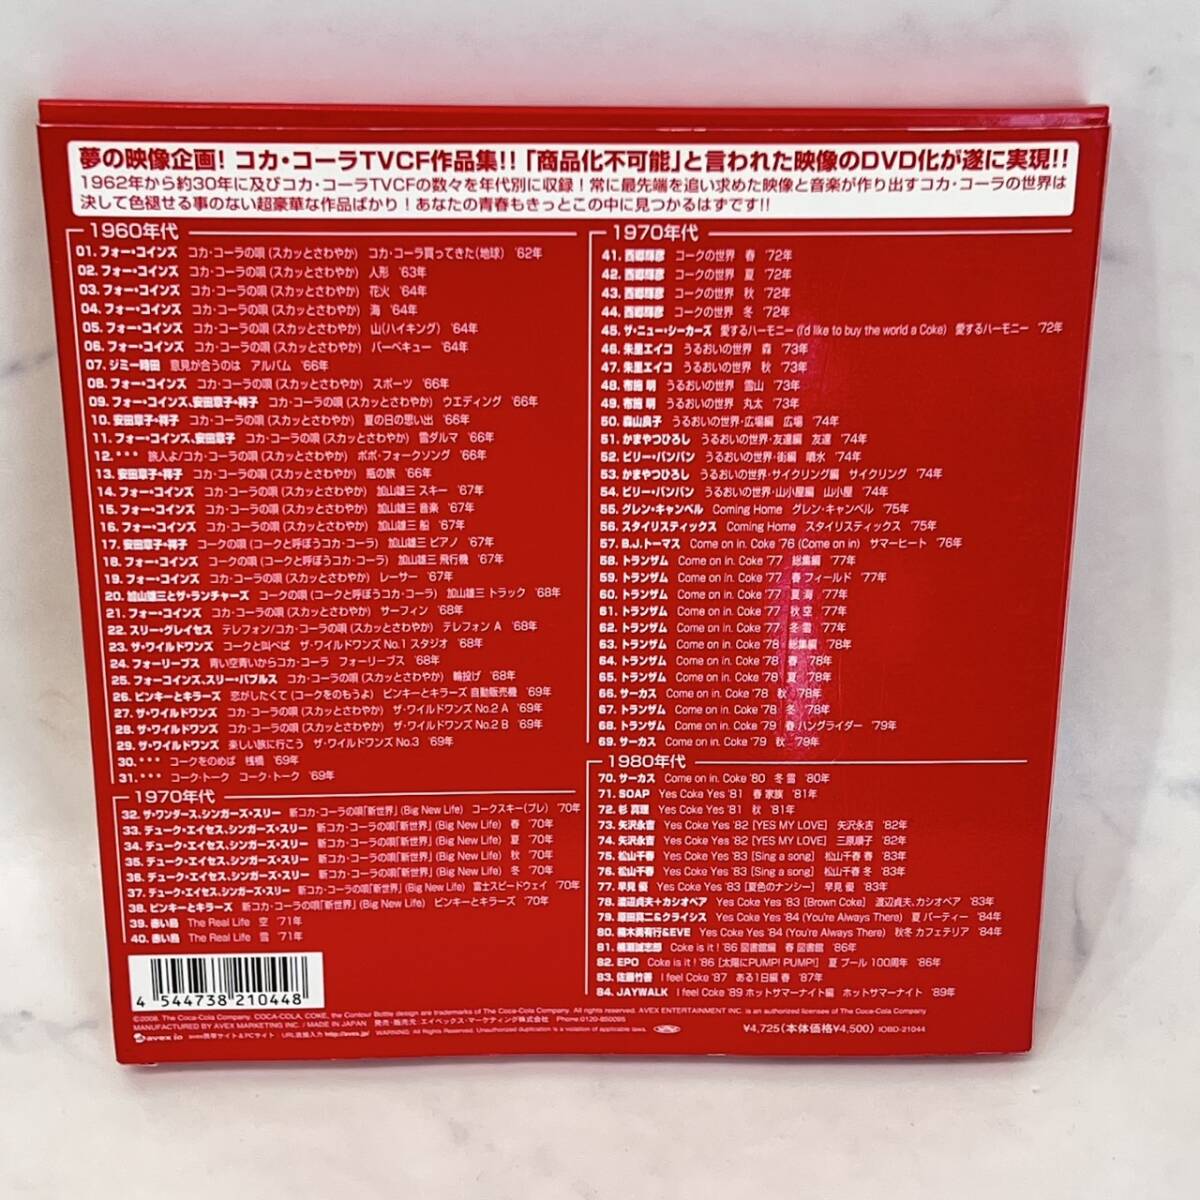 夢の映像企画! コカ・コーラTVCF作品集!!「商品化不可能」と言われた映像のDVD化が遂に実現!!
1962年から約30年に及びコカ・コーラTVCFの数々を年代別に収録!常に最先端を追い求めた映像と音楽が作り出すコカ・コーラの世界は
決して色褪せる事のない超豪華な作品ばかり!あなたの青春もきっとこの中に見つかるはずです!!
1960年代
01. フォー・コインズ コカ・コーラの唄 (スカッとさわやか) コカ・コーラ買ってきた(地球) '62年
02. フォー・コインズ コカ・コーラの唄 (スカッとさわやか) 人形 '63年
03. フォー・コインズ コカ・コーラの唄 (スカッとさわやか) 花火 '64年
04. フォー・コインズ コカ・コーラの唄 (スカッとさわやか) 海 '64年
05. フォー・コインズ コカ・コーラの唄 (スカッとさわやか) 山(ハイキング) '64年
06. フォー・コインズ コカ・コーラの唄 (スカッとさわやか) バーベキュー '64年
07. ジミー時田 意見が合うのは アルバム '66年
08. フォー・コインズ コカ・コーラの唄 (スカッとさわやか) スポーツ '66年
09. フォー・コインズ、安田章子・祥子 コカ・コーラの唄 (スカッとさわやか) ウエディング '66年
10. 安田章子・祥子 コカ・コーラの唄 (スカッとさわやか) 夏の日の思い出 '66年
11. フォー・コインズ、安田章子 コカ・コーラの唄 (スカッとさわやか) 雪ダルマ '66年
12. *** 旅人よ/コカ・コーラの唄 (スカッとさわやか) ポポ・フォークソング '66年
13. 安田章子・祥子 コカ・コーラの唄 (スカッとさわやか) 瓶の旅 '66年
14. フォー・コインズ コカ・コーラの唄 (スカッとさわやか) 加山雄三 スキー '67年
15. フォー・コインズ コカ・コーラの唄 (スカッとさわやか) 加山雄三 音楽 '67年
16. フォー・コインズ コカ・コーラの唄 (スカッとさわやか) 加山雄三 船 '67年
17. 安田章子・祥子 コークの唄 (コークと呼ぼうコカ・コーラ) 加山雄三 ピアノ '67年
18. フォー・コインズ コークの唄 (コークと呼ぼうコカ・コーラ) 加山雄三 飛行機 '67年
19. フォー・コインズ コカ・コーラの唄 (スカッとさわやか) レーサー '67年
20. 加山雄三とザ・ランチャーズ コークの唄 (コークと呼ぼうコカ・コーラ) 加山雄三 トラック '68年
21. フォー・コインズ コカ・コーラの唄 (スカッとさわやか) サーフィン '68年
22. スリー・グレイセス テレフォン/コカ・コーラの唄 (スカッとさわやか) テレフォン A '68年
23. ザ・ワイルドワンズ コークと叫べば ザ・ワイルドワンズ No.1 スタジオ '68年
24. フォーリーブス 青い空青いからコカ・コーラ フォーリーブス '68年
25. フォーコインズ、スリー・バブルス コカ・コーラの唄 (スカッとさわやか) 輪投げ '68年
26. ピンキーとキラーズ 恋がしたくて (コークをのもうよ) ピンキーとキラーズ 自動販売機 '69年
27. ザ・ワイルドワンズ コカ・コーラの唄 (スカッとさわやか) ザ・ワイルドワンズ No.2 A '69年
28. ザ・ワイルドワンズ コカ・コーラの唄 (スカッとさわやか) ザ・ワイルドワンズ No.2 B '69年
29. ザ・ワイルドワンズ 楽しい旅に行こう ザ・ワイルドワンズ No.3 '69年
30. *** コークをのめば 桟橋 '69年
31. *** コーク・トーク コーク・トーク '69年
1970年代
32. ザ・ワンダース、シンガーズ・スリー 新コカ・コーラの唄「新世界」 (Big New Life) コークスキー(プレ) '70年
33. デューク・エイセス、シンガーズ・スリー 新コカ・コーラの唄「新世界」 (Big New Life) 春 '70年
34. デューク・エイセス、シンガーズ・スリー 新コカ・コーラの唄「新世界」 (Big New Life) 夏 '70年
35. デューク・エイセス、シンガーズ・スリー 新コカ・コーラの唄「新世界」 (Big New Life) 秋 '70年
36. デューク・エイセス、シンガーズ・スリー 新コカ・コーラの唄「新世界」 (Big New Life) 冬 '70年
37. デューク・エイセス、シンガーズ・スリー 新コカ・コーラの唄「新世界」 (Big New Life) 富士スピードウェイ '70年
38. ピンキーとキラーズ 新コカ・コーラの唄「新世界」 (Big New Life) ピンキーとキラーズ '70年
39. 赤い鳥 The Real Life 空 '71年
40. 赤い鳥 The Real Life 雪 '71年
1970年代
41. 西郷輝彦 コークの世界 春 '72年
42. 西郷輝彦 コークの世界 夏 '72年
43. 西郷輝彦 コークの世界 秋 '72年
44. 西郷輝彦 コークの世界 冬 '72年
45. ザ・ニュー・シーカーズ 愛するハーモニー (I'd like to buy the world a Coke) 愛するハーモニー '72年
46. 朱里エイコ うるおいの世界 森 '73年
47. 朱里エイコ うるおいの世界 秋 '73年
48. 布施 明 うるおいの世界 雪山 '73年
49. 布施 明 うるおいの世界 丸太 '73年
50. 森山良子 うるおいの世界・広場編 広場 '74年
51. かまやつひろし うるおいの世界・友達編 友達 '74年
52. ビリー・バンバン うるおいの世界・街編 噴水 '74年
53. かまやつひろし うるおいの世界・サイクリング編 サイクリング '74年
54. ビリー・バンバン うるおいの世界・山小屋編 山小屋 '74年
55. グレン・キャンベル Coming Home グレン・キャンベル '75年
56. スタイリスティックス Coming Home スタイリスティックス '75年
57. B.J.トーマス Come on in. Coke '76 (Come on in) サマーヒート '76年
58. トランザム Come on in. Coke '77 総集編 '77年
59. トランザム Come on in. Coke '77 春 フィールド '77年
60. トランザム Come on in. Coke '77 夏 海 '77年
61. トランザム Come on in. Coke '77 秋 空 '77年
62. トランザム Come on in. Coke '77 冬 雪 '77年
63. トランザム Come on in. Coke '78 総集編 '78年
64. トランザム Come on in. Coke '78 春 '78年
65. トランザム Come on in. Coke '78 夏 '78年
66. サーカス Come on in. Coke '78 秋 '78年
67. トランザム Come on in. Coke '78 冬 '78年
68. トランザム Come on in. Coke '79 春 ハングライダー '79年
69. サーカス Come on in. Coke '79 秋 '79年
1980年代
70. サーカス Come on in. Coke '80 冬 雪 '80年
71. SOAP Yes Coke Yes '81 春 家族 '81年
72. 杉 真理 Yes Coke Yes '81 秋 '81年
73. 矢沢永吉 Yes Coke Yes '82 [YES MY LOVE] 矢沢永吉 '82年
74. 矢沢永吉 Yes Coke Yes '82 [YES MY LOVE] 三原順子 '82年
75. 松山千春 Yes Coke Yes '83 [Sing a song] 松山千春 春 '83年
76. 松山千春 Yes Coke Yes '83 [Sing a song] 松山千春 冬 '83年
77. 早見 優 Yes Coke Yes '83 [夏色のナンシー] 早見 優 '83年
78. 渡辺貞夫+カシオペア Yes Coke Yes '83 [Brown Coke] 渡辺貞夫、カシオペア '83年
79. 原田真二&クライシス Yes Coke Yes '84 (You're Always There) 夏 パーティー '84年
80. 楠木勇有行&EVE Yes Coke Yes '84 (You're Always There) 秋冬 カフェテリア '84年
81. 楠瀬誠志郎 Coke is it ! '86 図書館編 春 図書館 '86年
82. EPO Coke is it ! '86 [太陽にPUMP! PUMP!] 夏 プール 100周年 '86年
83. 佐藤竹善 I feel Coke '87 ある1日編 春 '87年
84. JAYWALK I feel Coke '89 ホットサマーナイト編 ホットサマーナイト '89年
4 544738 210448
©2008. The Coca-Cola Company. COCA-COLA, COKE, the Contour Bottle design are trademarks of The Coca-Cola Company. All rights reserved. AVEX ENTERTAINMENT INC. is an authorized licensee of The Coca-Cola Company.
MANUFACTURED BY AVEX MARKETING INC. / MADE IN JAPAN 発売・販売元:エイベックス・マーケティング株式会社 Phone:0120-850095
avex io avex携帯サイト&PCサイト URL直接入力 http://avex.jp/ WARNING: All Rights Reserved. Unauthorized duplication is a violation of applicable laws.
¥4,725(本体価格¥4,500) IOBD-21044